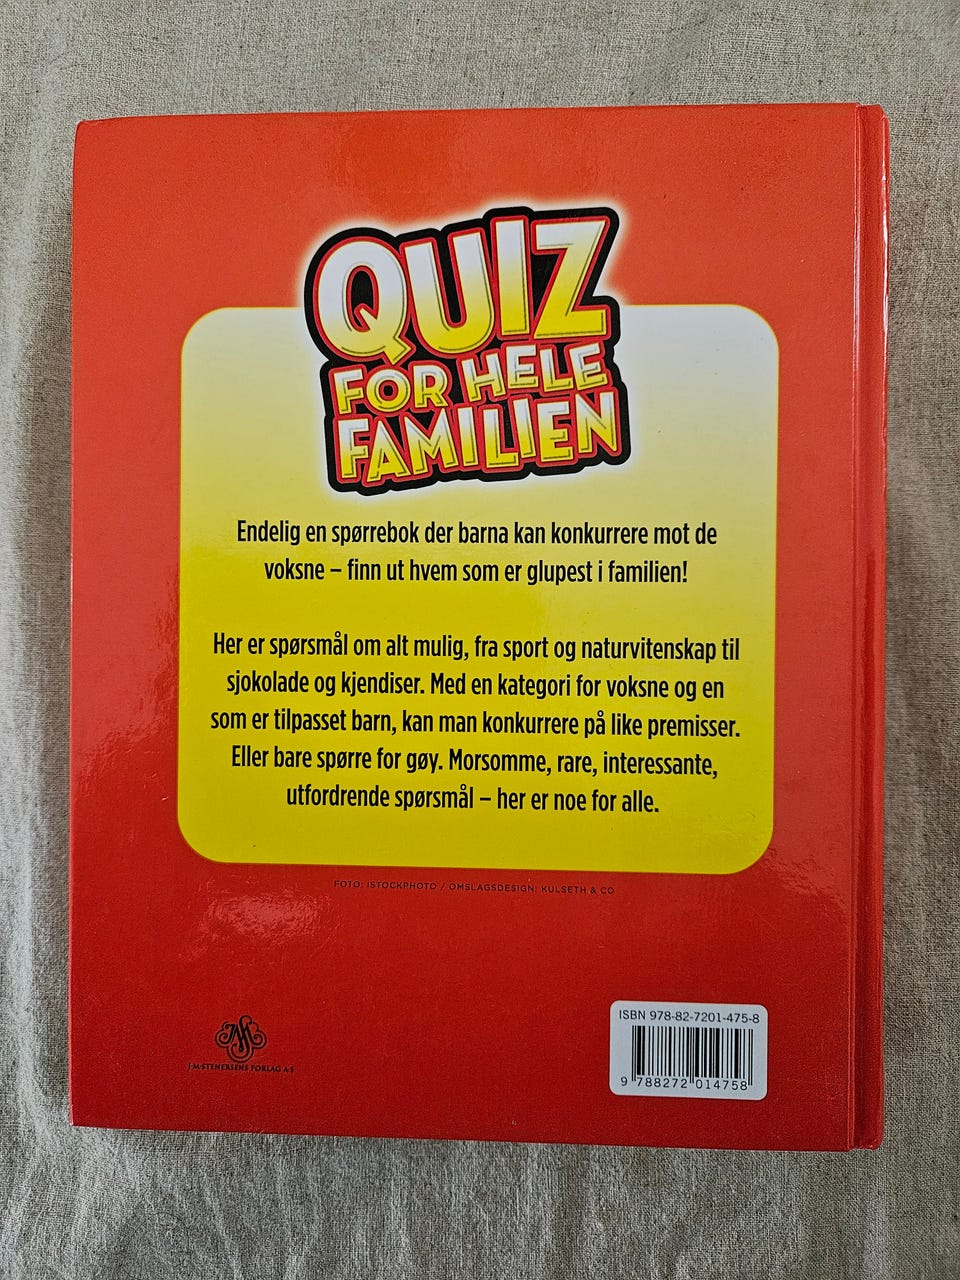 QUIZ
FOR HELE
FAMILIEN
Endelig en spørrebok der barna kan konkurrere mot de
voksne – finn ut hvem som er glupest i familien!
Her er spørsmål om alt mulig, fra sport og naturvitenskap til
sjokolade og kjendiser. Med en kategori for voksne og en
som er tilpasset barn, kan man konkurrere på like premisser.
Eller bare spørre for gøy. Morsomme, rare, interessante,
utfordrende spørsmål – her er noe for alle.
FOTO: ISTOCKPHOTO / OMSLAGSDESIGN: KULSETH & CO
J.M. STENERSENS FORLAG A.S
ISBN 978-82-7201-475-8
9 788272 014758